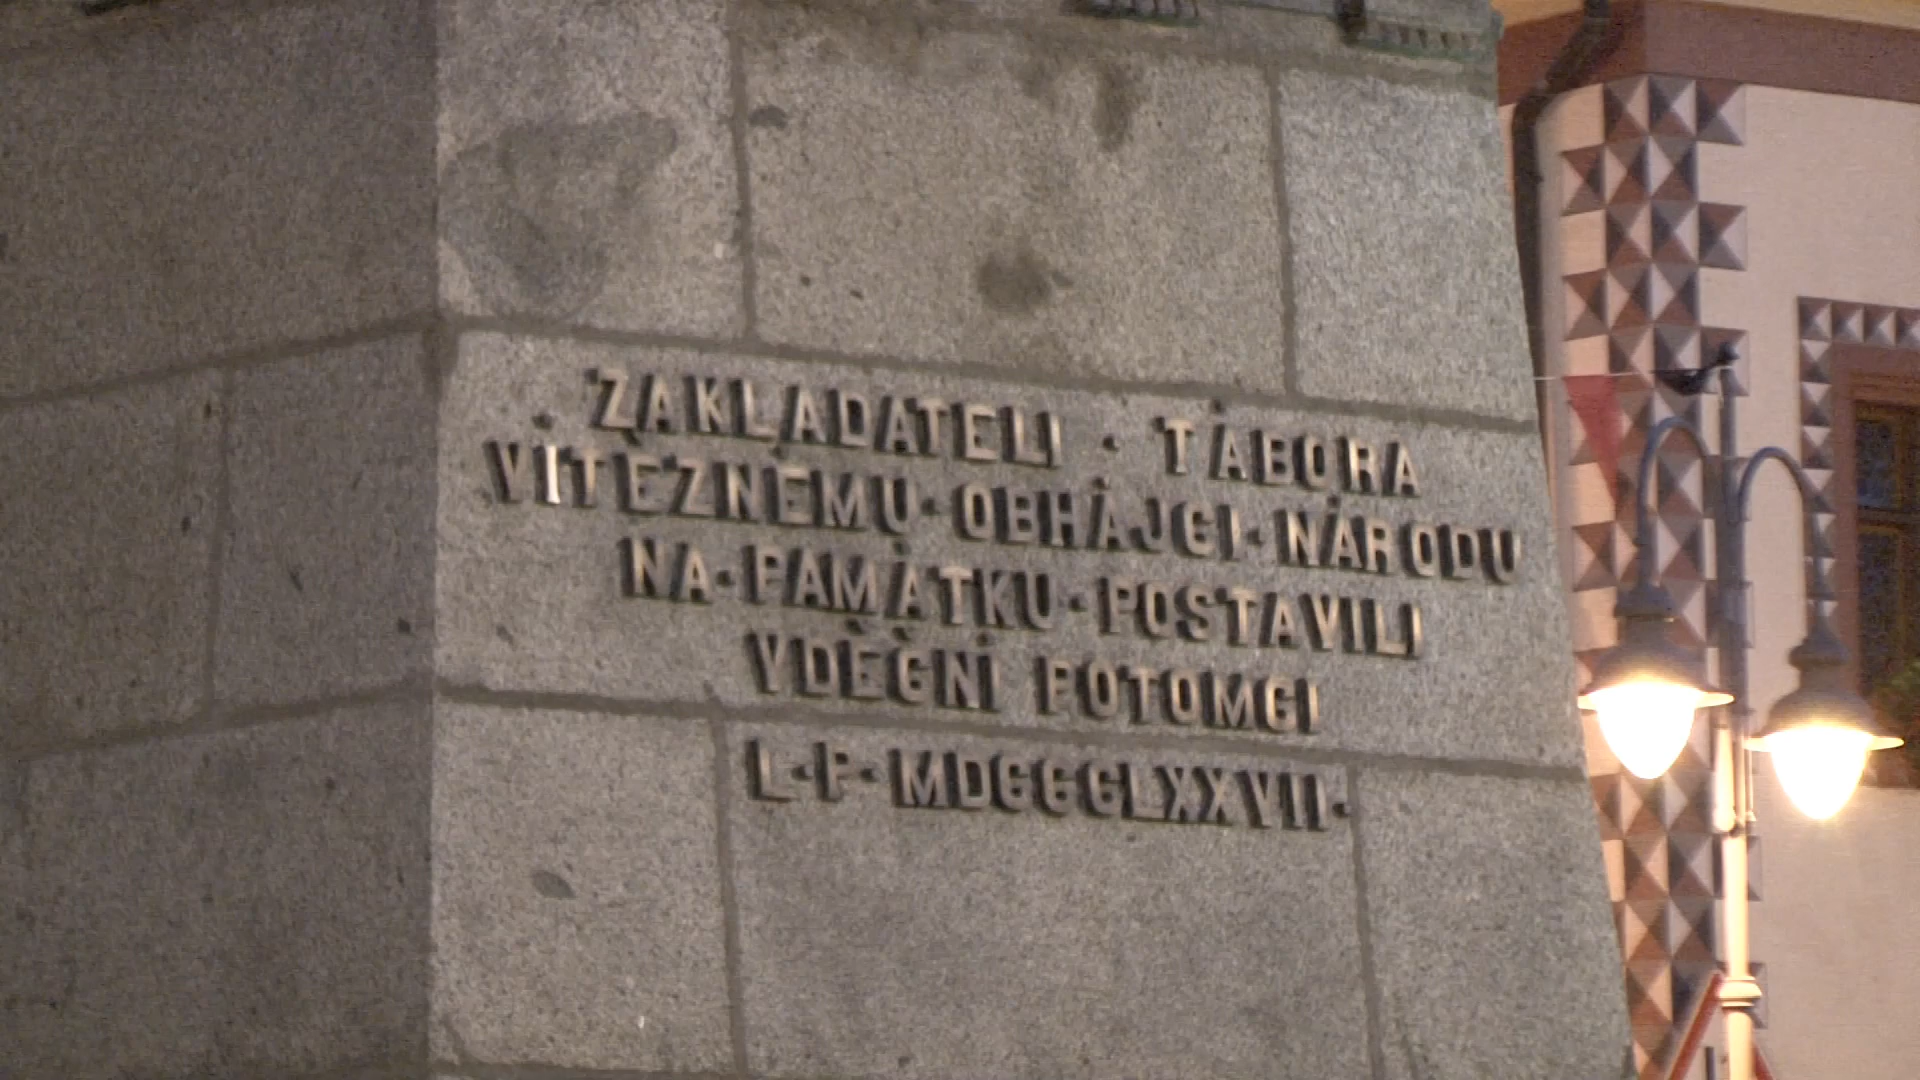 ZAKLADATELI · TÁBORA
VÍTĚZNÉMU · OBHÁJCI · NÁRODU
NA · PAMÁTKU · POSTAVILI
VDĚČNÍ POTOMCI
L · P · MDCCCLXXVII ·